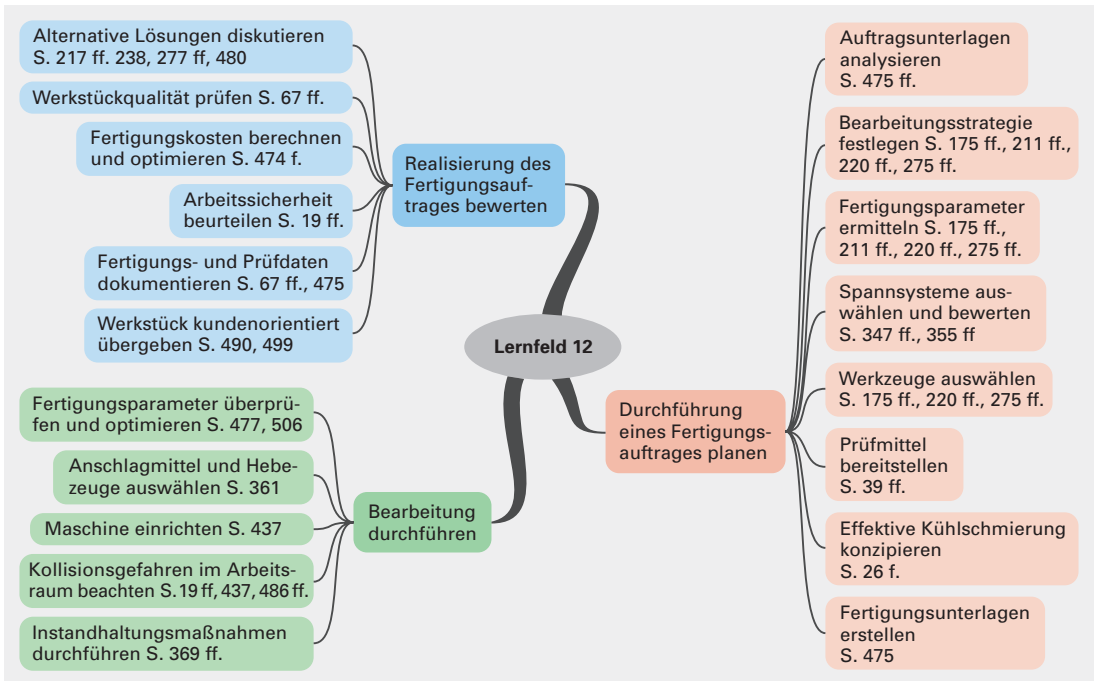 Alternative Lösungen diskutieren
S. 217 ff. 238, 277 ff, 480
Werkstückqualität prüfen S. 67 ff.
Fertigungskosten berechnen
und optimieren S. 474 f.
Arbeitssicherheit
beurteilen S. 19 ff.
Fertigungs- und Prüfdaten
dokumentieren S. 67 ff., 475
Werkstück kundenorientiert
übergeben S. 490, 499
Realisierung des
Fertigungsauf-
trages bewerten
Lernfeld 12
Fertigungsparameter überprü-
fen und optimieren S. 477, 506
Anschlagmittel und Hebe-
zeuge auswählen S. 361
Maschine einrichten S. 437
Kollisionsgefahren im Arbeits-
raum beachten S.19 ff, 437, 486 ff.
Instandhaltungsmaßnahmen
durchführen S. 369 ff.
Bearbeitung
durchführen
Durchführung
eines Fertigungs-
auftrages planen
Auftragsunterlagen
analysieren
S. 475 ff.
Bearbeitungsstrategie
festlegen S. 175 ff., 211 ff.,
220 ff., 275 ff.
Fertigungsparameter
ermitteln S. 175 ff.,
211 ff., 220 ff., 275 ff.
Spannsysteme aus-
wählen und bewerten
S. 347 ff., 355 ff
Werkzeuge auswählen
S. 175 ff., 220 ff., 275 ff.
Prüfmittel
bereitstellen
S. 39 ff.
Effektive Kühlschmierung
konzipieren
S. 26 f.
Fertigungsunterlagen
erstellen
S. 475